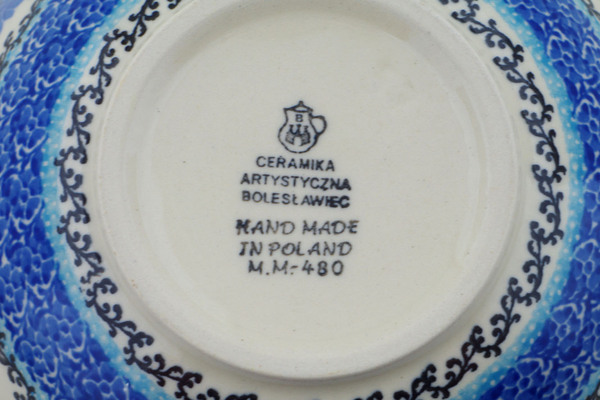 B
CERAMIKA
ARTYSTYCZNA
BOLESŁAWIEC
HAND MADE
IN POLAND
M.M.-480